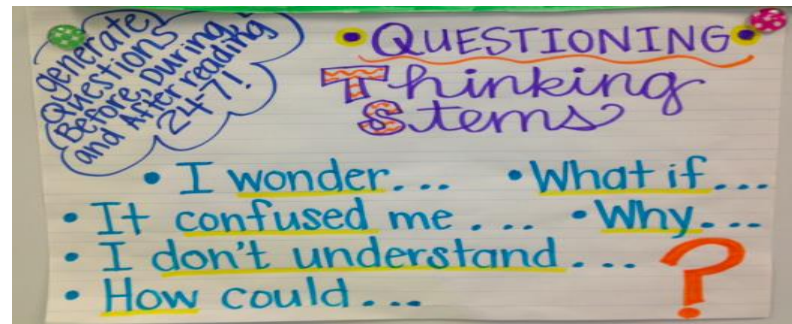 generate
Questions
Before, During,
and After reading
24-7!
• QUESTIONING •
Thinking
Stems
• I wonder... • What if...
• It confused me .... • Why....
• I don't understand ....
• How could ...
?